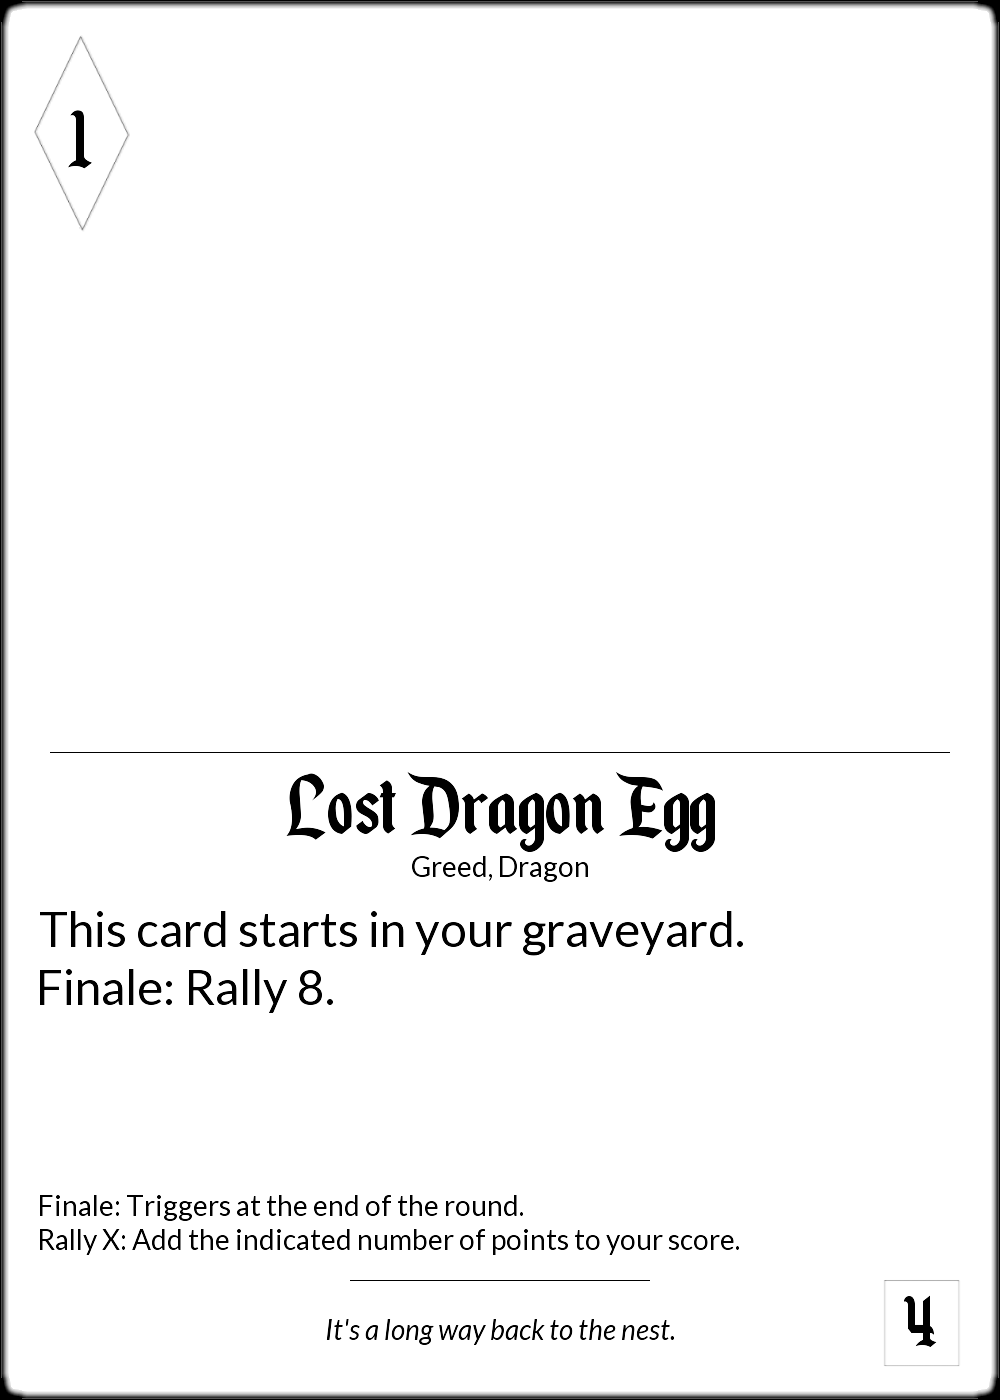 1
Lost Dragon Egg
Greed, Dragon
This card starts in your graveyard.
Finale: Rally 8.
Finale: Triggers at the end of the round.
Rally X: Add the indicated number of points to your score.
It's a long way back to the nest.
4